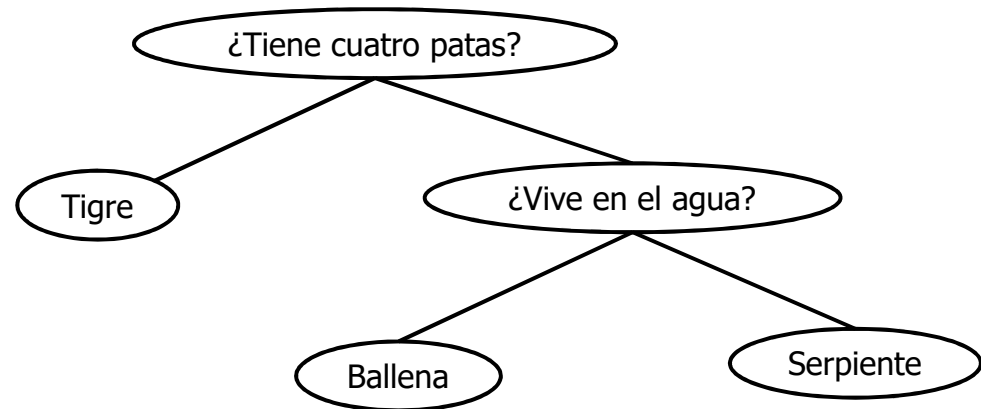 ¿Tiene cuatro patas?
Tigre
¿Vive en el agua?
Ballena
Serpiente